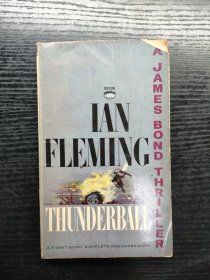 IAN
FLEMING
THUNDERBALL
A JAMES BOND THRILLER
A SIGNET BOOK COMPLETE AND UNABRIDGED